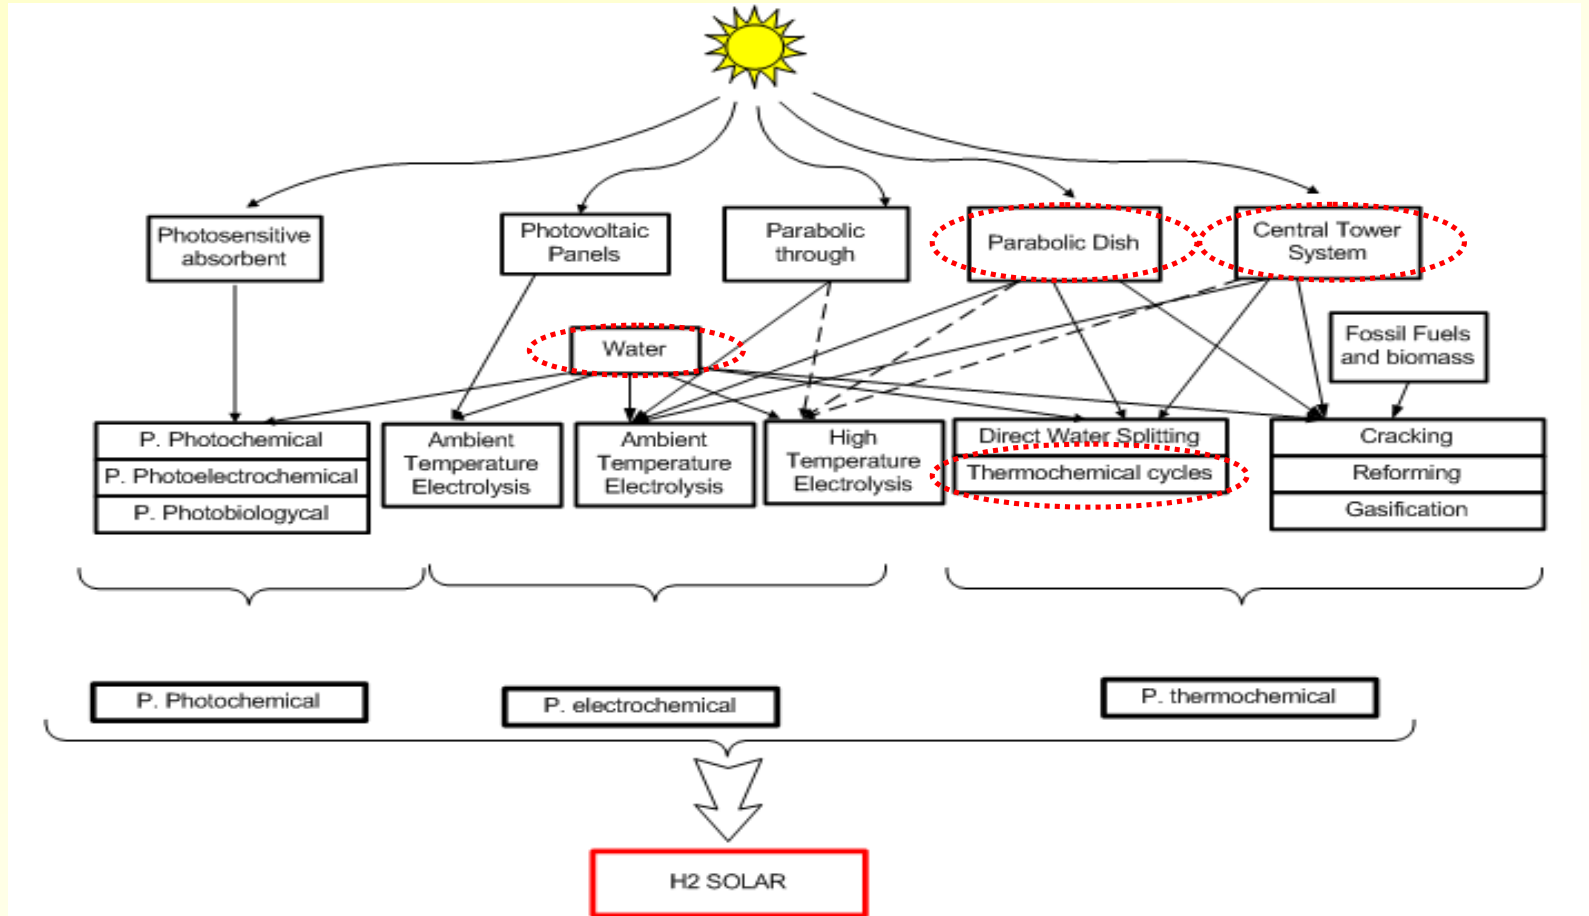 Photosensitive
absorbent
Photovoltaic
Panels
Parabolic
through
Parabolic Dish
Central Tower
System
Water
Fossil Fuels
and biomass
P. Photochemical
P. Photoelectrochemical
P. Photobiologycal
Ambient
Temperature
Electrolysis
Ambient
Temperature
Electrolysis
High
Temperature
Electrolysis
Direct Water Splitting
Thermochemical cycles
Cracking
Reforming
Gasification
P. Photochemical
P. electrochemical
P. thermochemical
H2 SOLAR